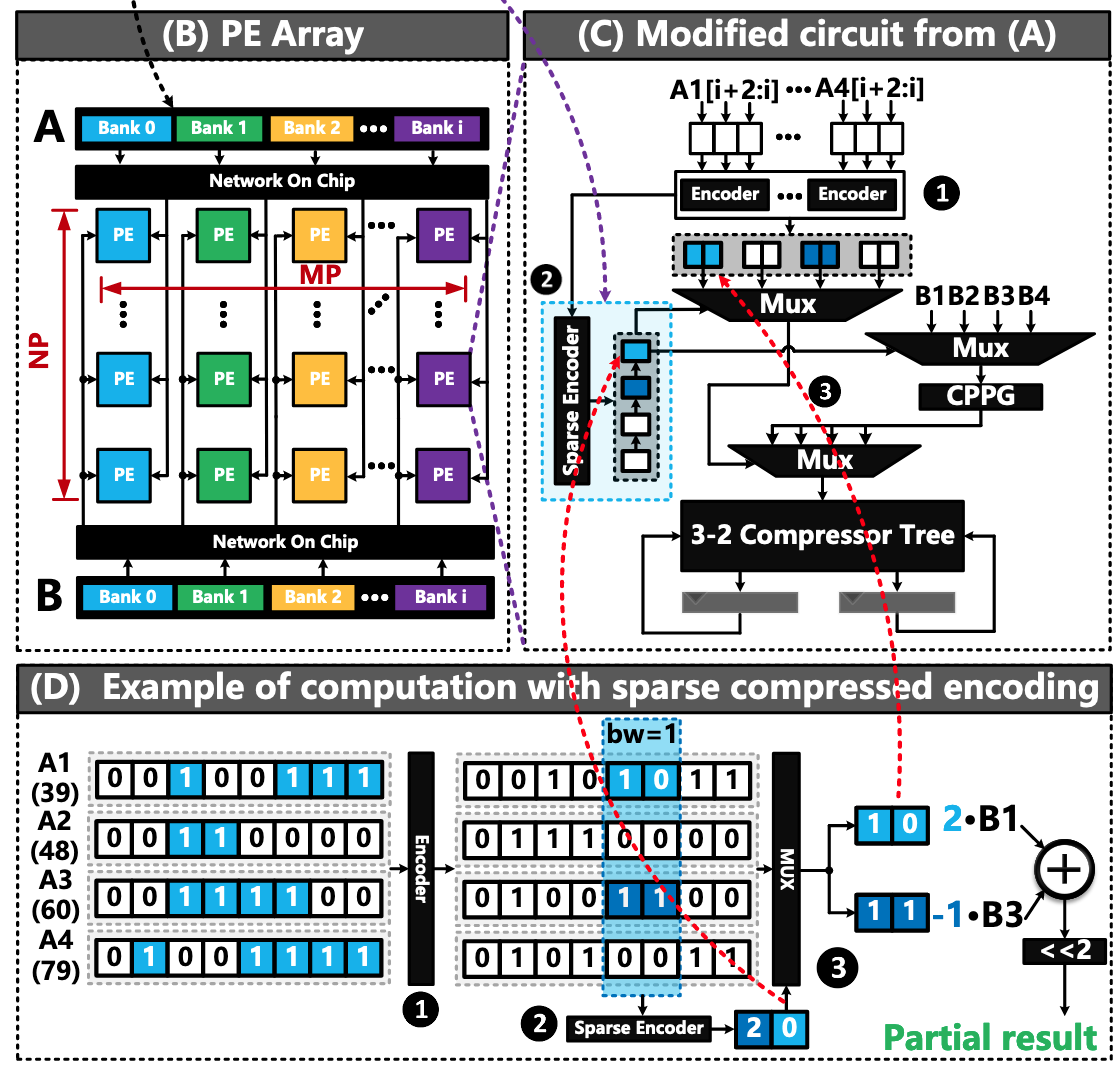 (B) PE Array
A
Bank 0 Bank 1 Bank 2 ••• Bank i
Network On Chip
PE PE PE ••• PE
MP
NP
PE PE PE ••• PE
PE PE PE ••• PE
Network On Chip
B
Bank 0 Bank 1 Bank 2 ••• Bank i
(C) Modified circuit from (A)
A1[i+2:i] ••• A4[i+2:i]
•••
Encoder ••• Encoder
1
2
Mux
B1 B2 B3 B4
Mux
Sparse Encoder
3
CPPG
Mux
3-2 Compressor Tree
(D) Example of computation with sparse compressed encoding
bw=1
A1
(39)
0 0 1 0 0 1 1 1
0 0 1 0 1 0 1 1
A2
(48)
0 0 1 1 0 0 0 0
0 1 1 1 0 0 0 0
A3
(60)
0 0 1 1 1 1 0 0
0 1 0 0 1 1 0 0
A4
(79)
0 1 0 0 1 1 1 1
0 1 0 1 0 0 1 1
Encoder
1
MUX
1 0 2•B1
+
1 1 -1•B3
<<2
3
2
Sparse Encoder
2 0
Partial result